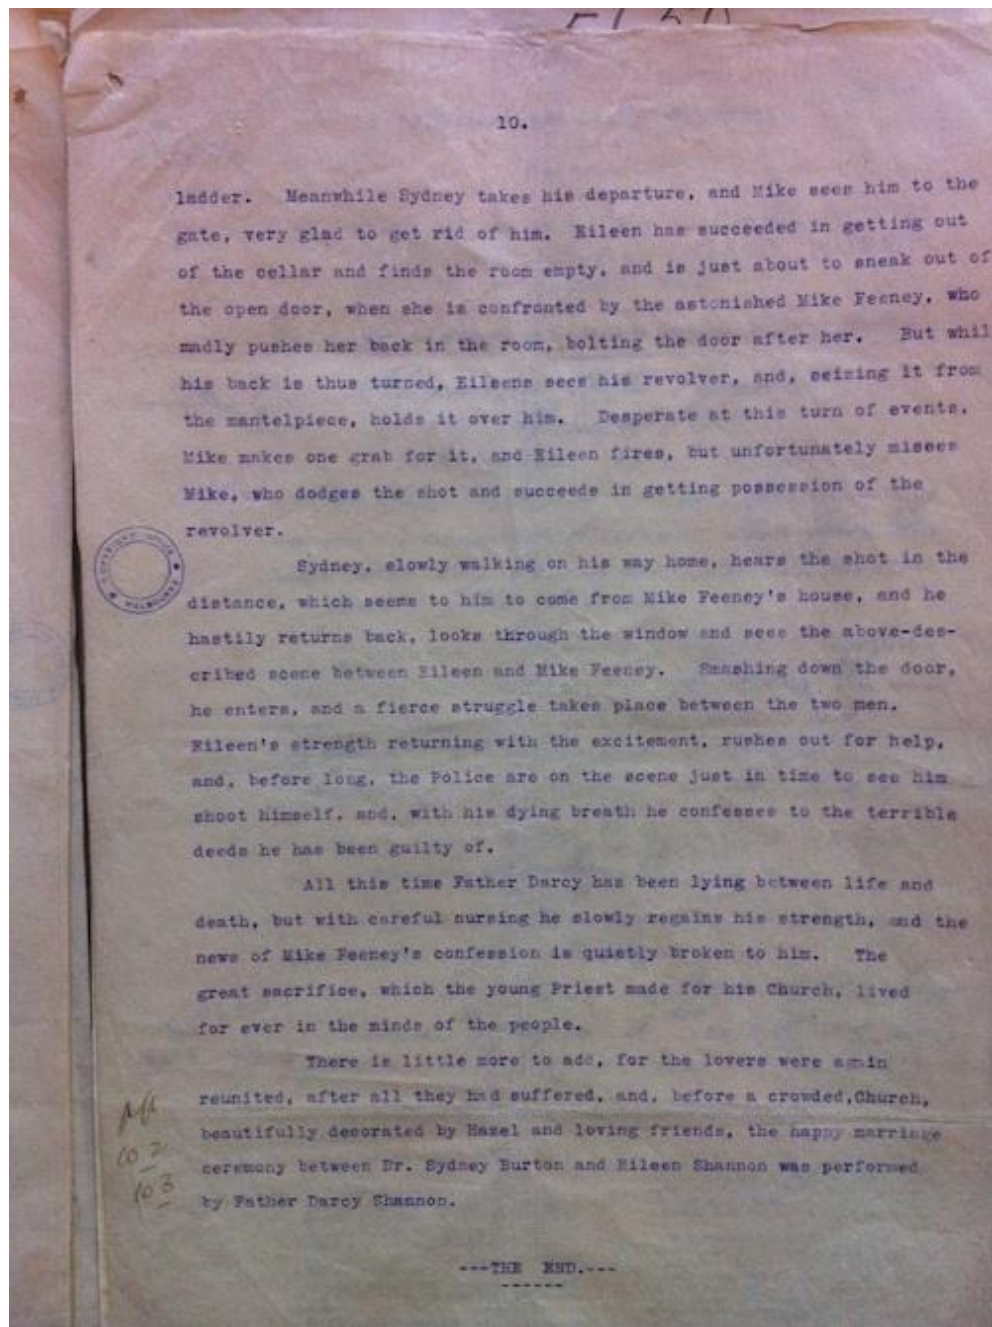 10.
ladder. Meanwhile Sydney takes his departure, and Mike sees him to the
gate, very glad to get rid of him. Eileen has succeeded in getting out
of the cellar and finds the room empty, and is just about to sneak out of
the open door, when she is confronted by the astonished Mike Feeney, who
madly pushes her back in the room, bolting the door after her. But whil
his back is thus turned, Eileens sees his revolver, and, seizing it from
the mantelpiece, holds it over him. Desperate at this turn of events,
Mike makes one grab for it, and Eileen fires, but unfortunately misses
Mike, who dodges the shot and succeeds in getting possession of the
revolver.
Sydney, slowly walking on his way home, hears the shot in the
distance, which seems to him to come from Mike Feeney's house, and he
hastily returns back, looks through the window and sees the above-des-
cribed scene between Eileen and Mike Feeney. Smashing down the door,
he enters, and a fierce struggle takes place between the two men.
Eileen's strength returning with the excitement, rushes out for help,
and, before long, the Police are on the scene just in time to see him
shoot himself, and, with his dying breath he confesses to the terrible
deeds he has been guilty of.
All this time Father Darcy has been lying between life and
death, but with careful nursing he slowly regains his strength, and the
news of Mike Feeney's confession is quietly broken to him. The
great sacrifice, which the young Priest made for his Church, lived
for ever in the minds of the people.
There is little more to add, for the lovers were again
reunited, after all they had suffered, and, before a crowded,Church,
beautifully decorated by Hazel and loving friends, the happy marriage
ceremony between Dr. Sydney Burton and Eileen Shannon was performed
by Father Darcy Shannon.
---THE END.---
COPYRIGHT OFFICE
MELBOURNE
102
103